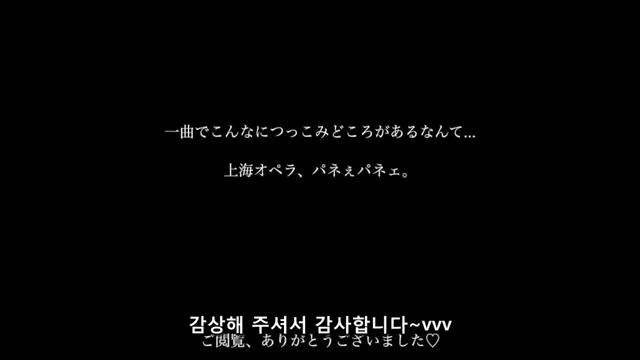 一曲でこんなにつっこみどころがあるなんて…
上海オペラ、パネぇパネェ。
감상해 주셔서 감사합니다~vvv
ご閲覧、ありがとうございました♡